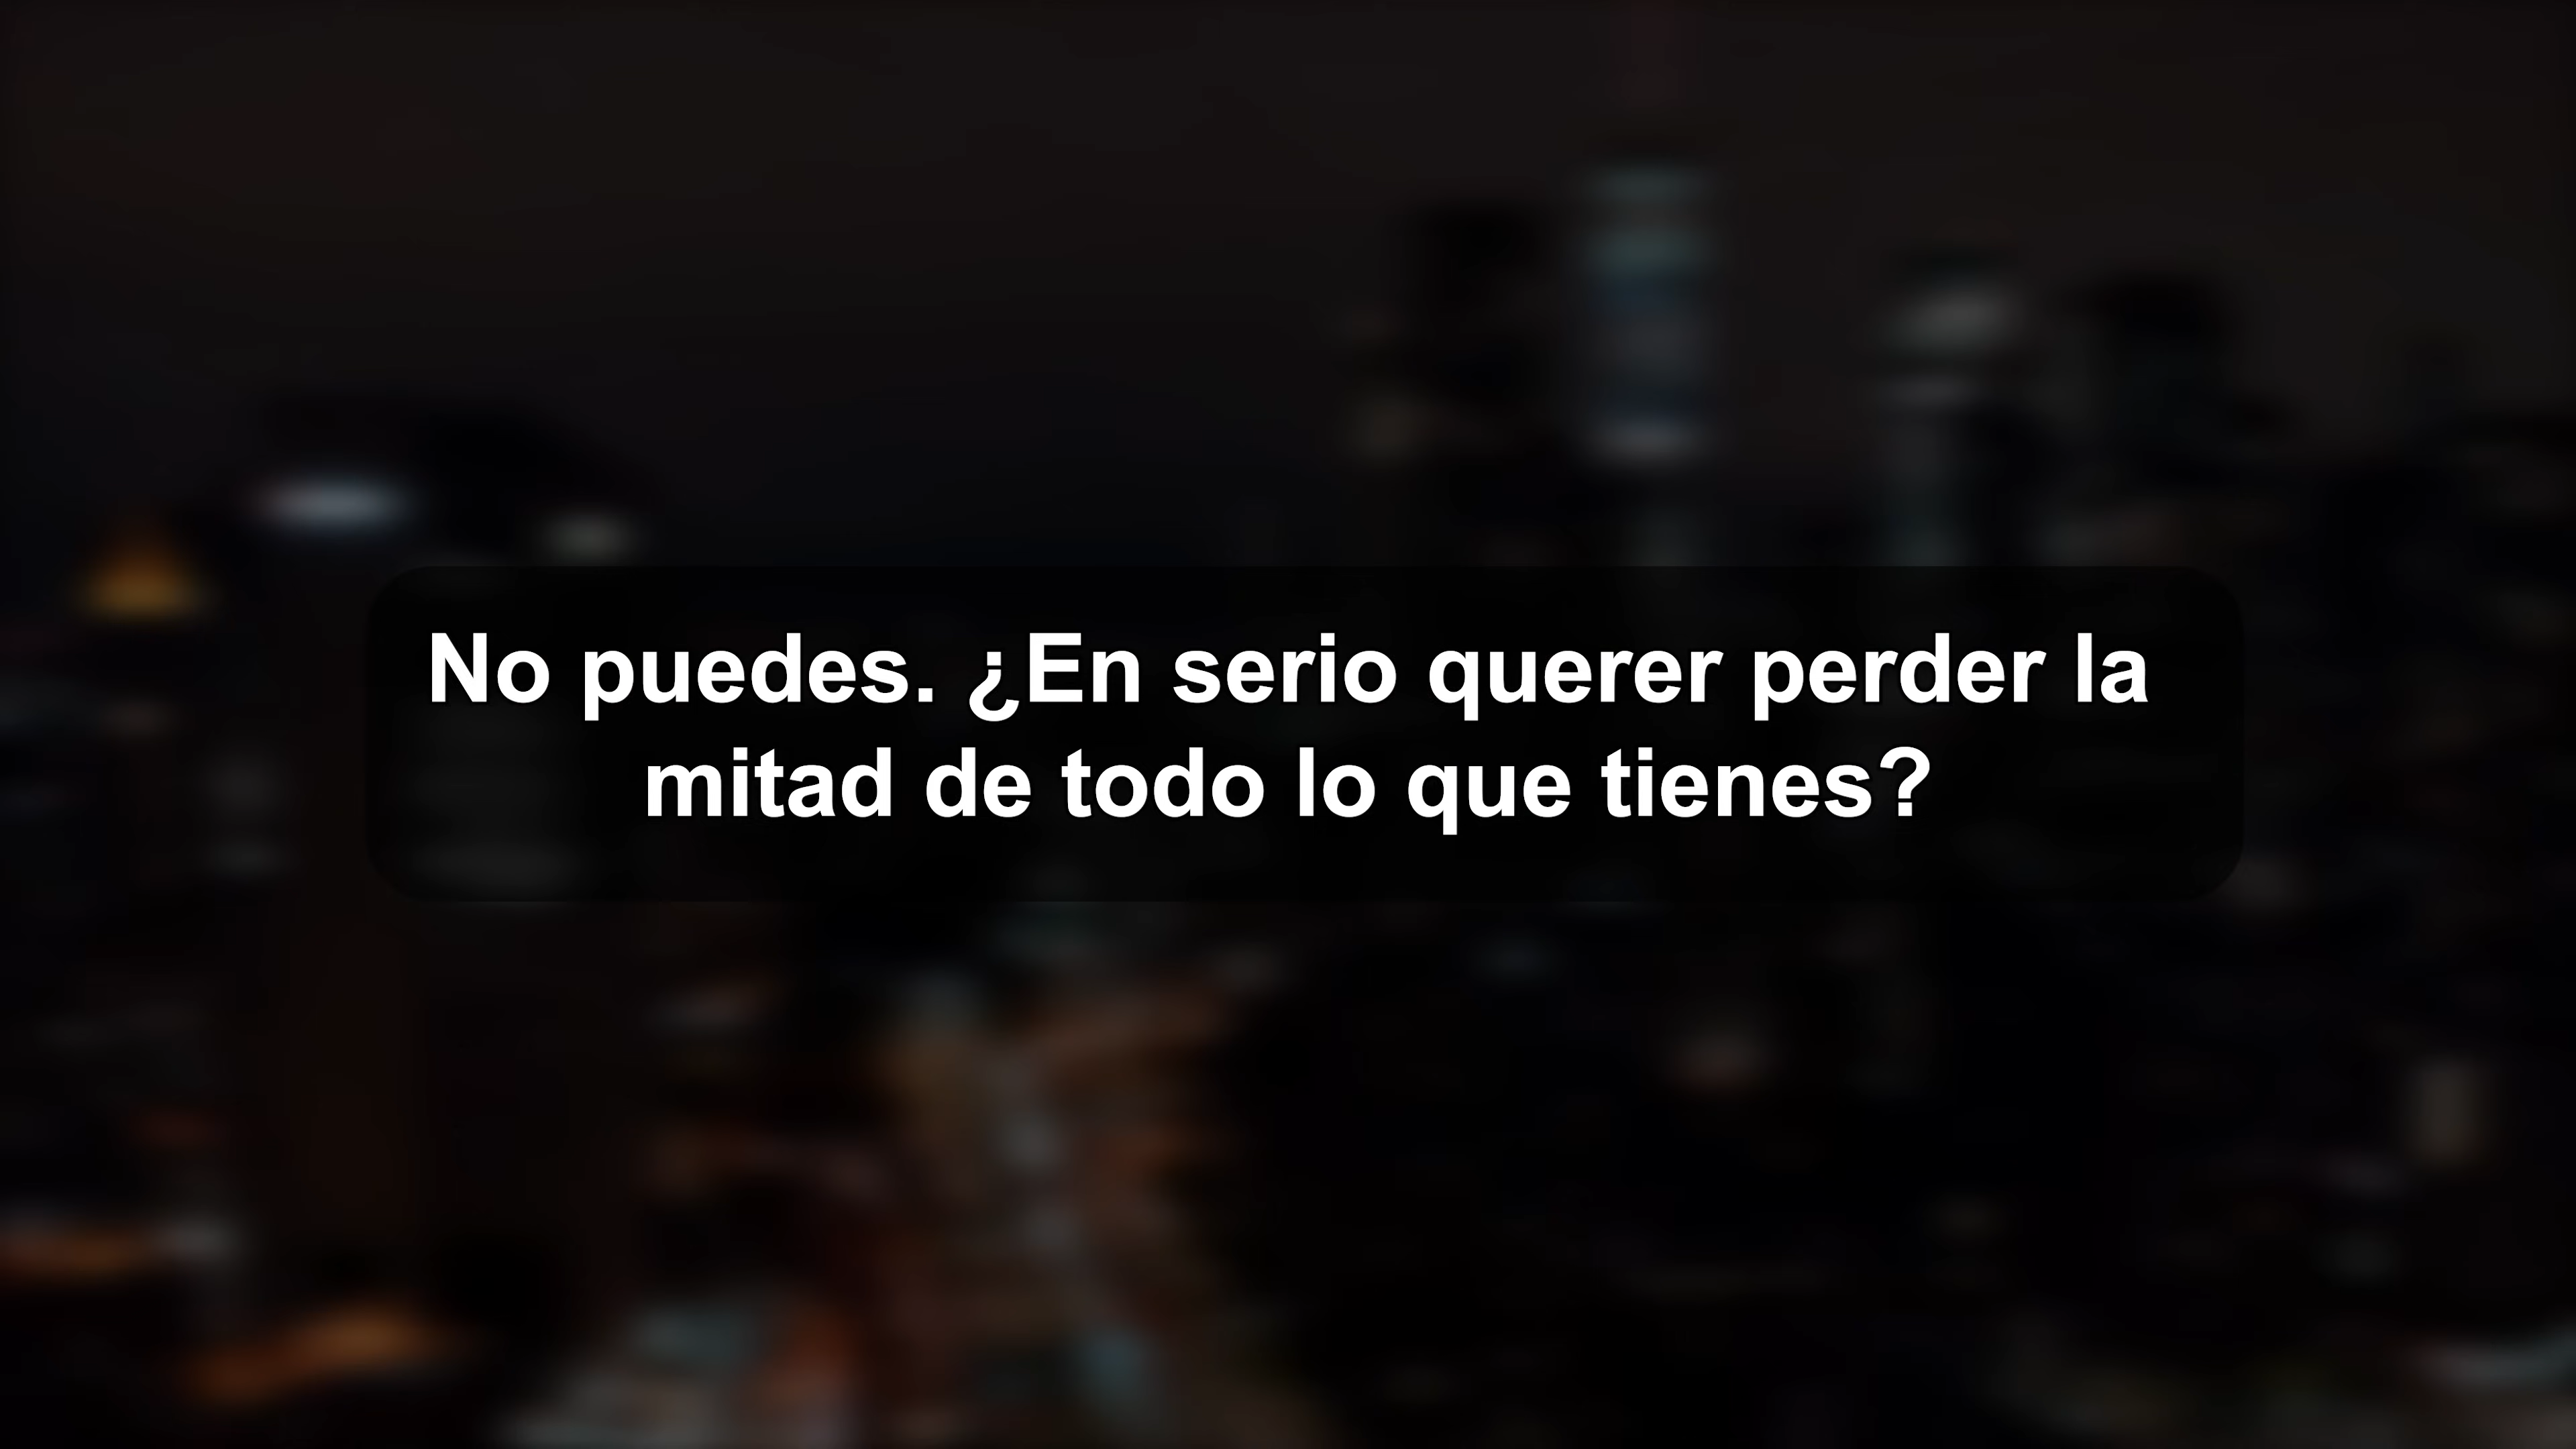 No puedes. ¿En serio querer perder la
mitad de todo lo que tienes?